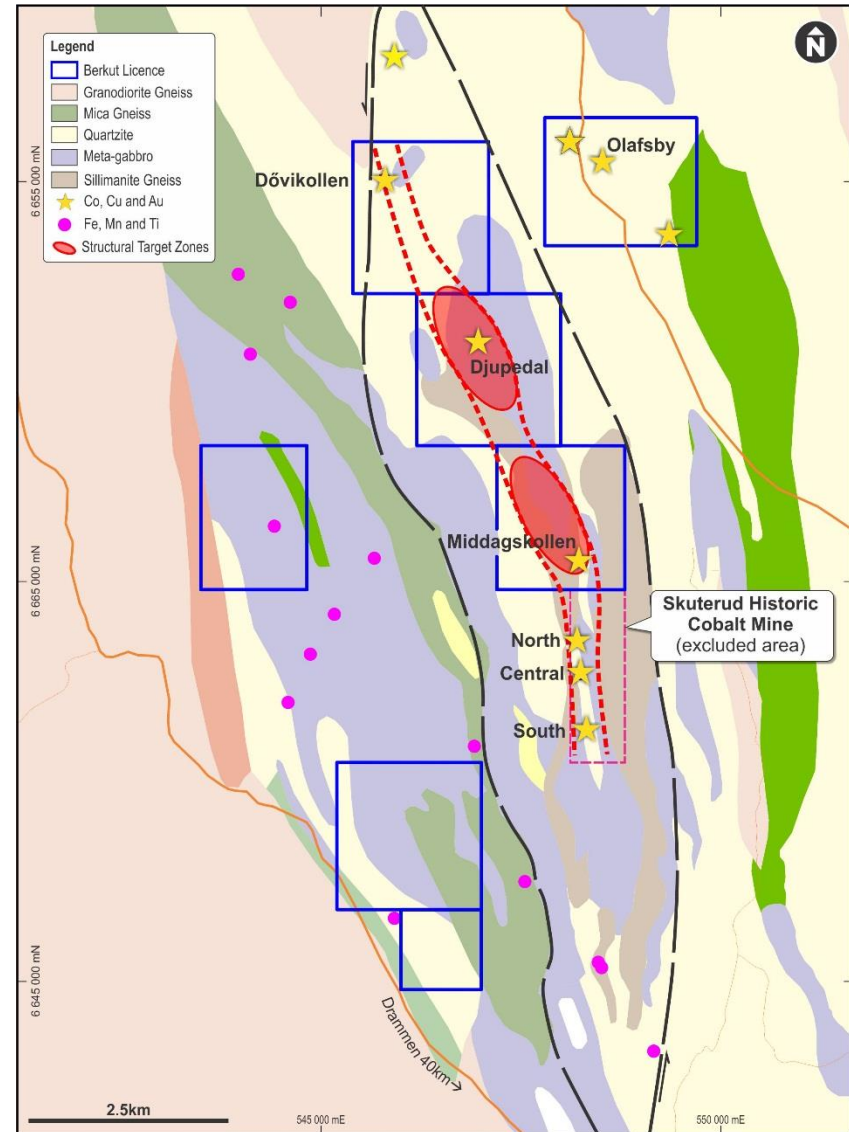 N
Legend
Berkut Licence
Granodiorite Gneiss
Mica Gneiss
Quartzite
Meta-gabbro
Sillimanite Gneiss
Co, Cu and Au
Fe, Mn and Ti
Structural Target Zones
Olafsby
Dővikollen
6 655 000 mN
Djupedal
Middagskollen
6 665 000 mN
Skuterud Historic
Cobalt Mine
(excluded area)
North
Central
South
6 645 000 mN
Drammen 40km
2.5km
545 000 mE
550 000 mE